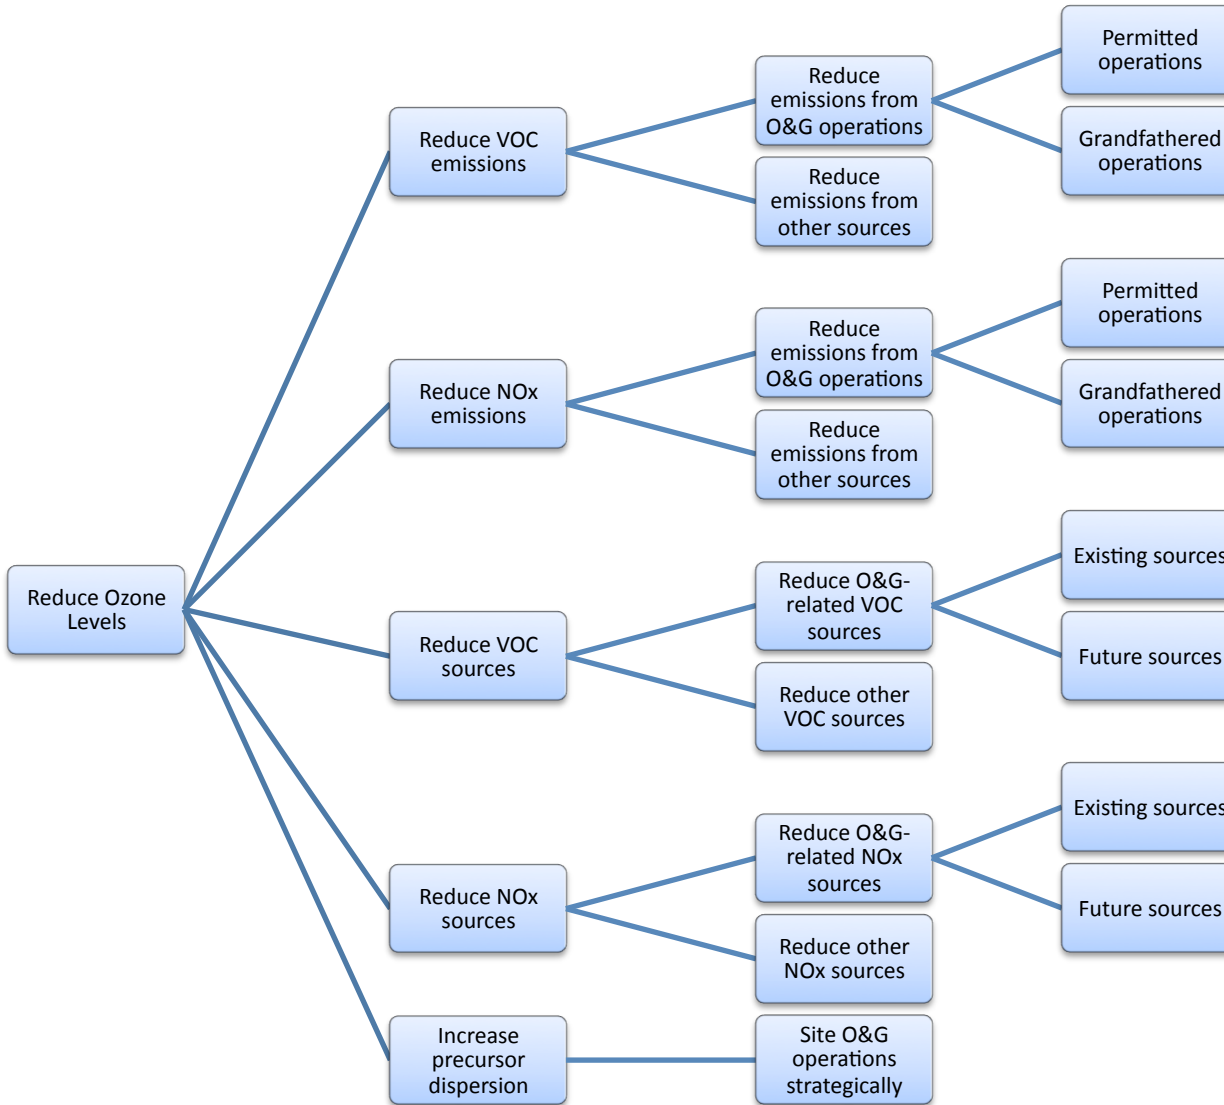 Reduce Ozone
Levels
Reduce VOC
emissions
Reduce
emissions from
O&G operations
Permitted
operations
Grandfathered
operations
Reduce
emissions from
other sources
Reduce NOx
emissions
Reduce
emissions from
O&G operations
Permitted
operations
Grandfathered
operations
Reduce
emissions from
other sources
Reduce VOC
sources
Reduce O&G-
related VOC
sources
Existing sources
Future sources
Reduce other
VOC sources
Reduce NOx
sources
Reduce O&G-
related NOx
sources
Existing sources
Future sources
Reduce other
NOx sources
Increase
precursor
dispersion
Site O&G
operations
strategically